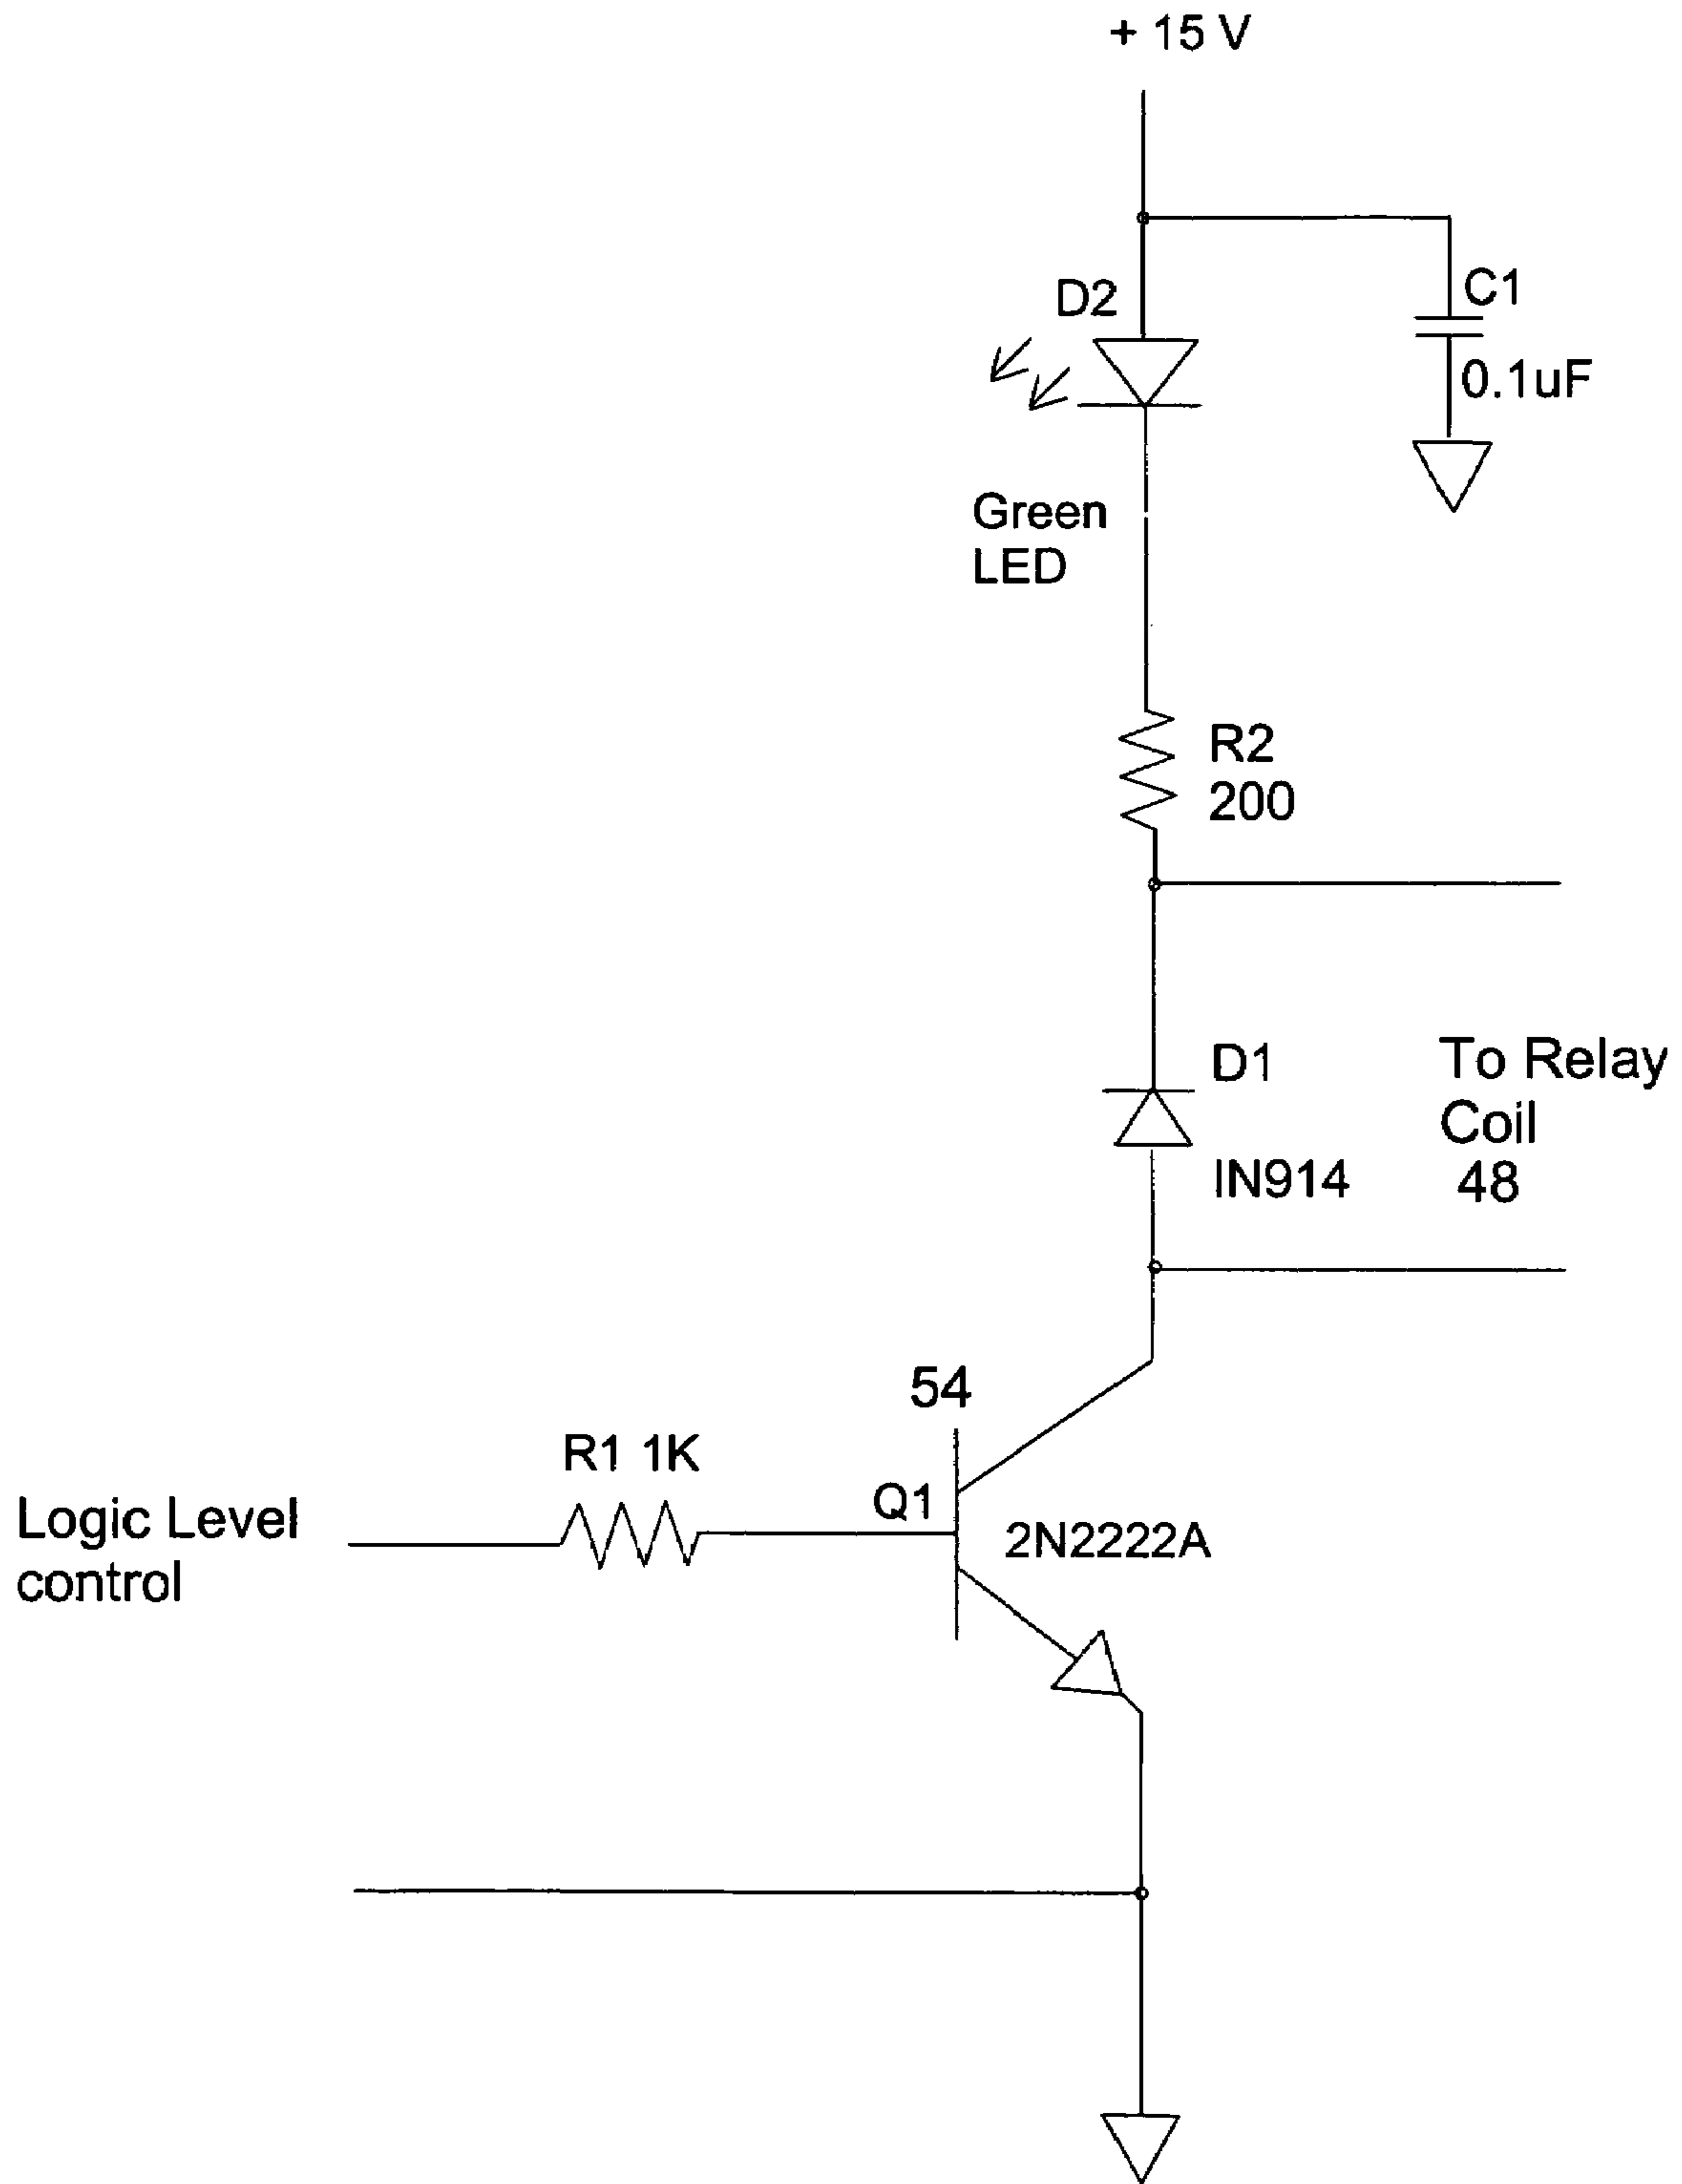 + 15 V
D2
C1
0.1uF
Green
LED
R2
200
D1
To Relay
Coil
IN914
48
54
R1 1K
Q1
Logic Level
control
2N2222A